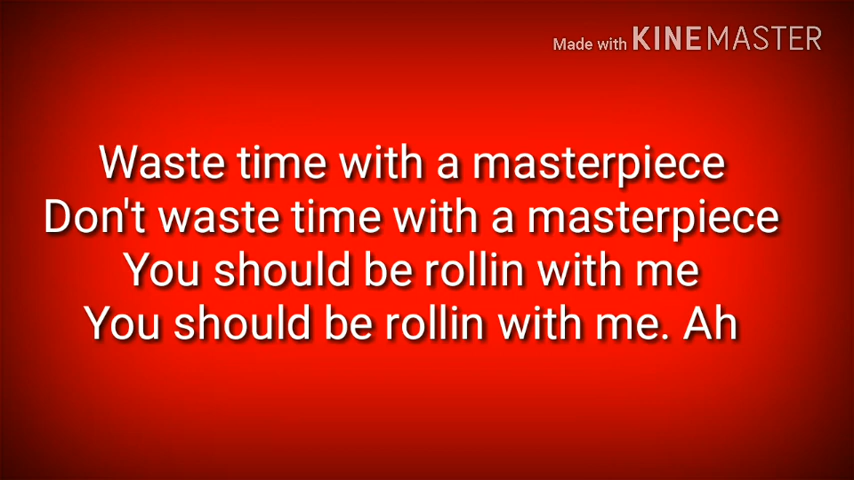 Made with KINEMASTER
Waste time with a masterpiece
Don't waste time with a masterpiece
You should be rollin with me
You should be rollin with me. Ah